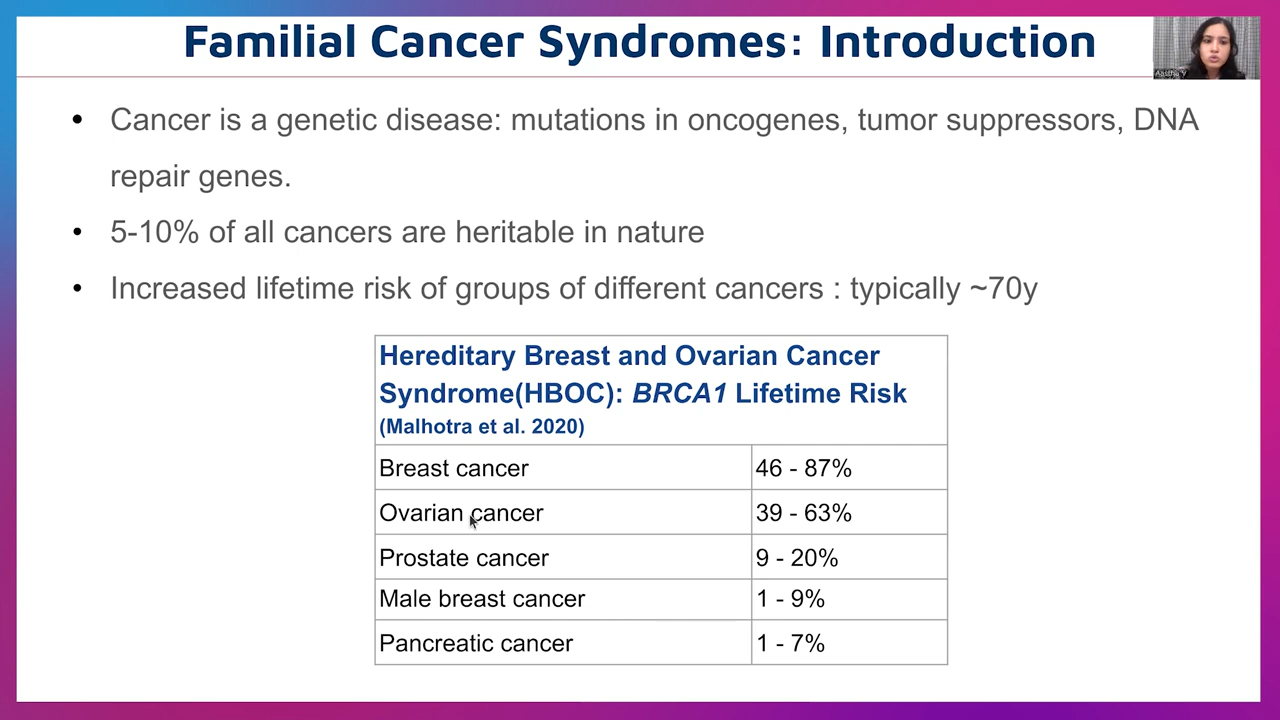 Familial Cancer Syndromes: Introduction
• Cancer is a genetic disease: mutations in oncogenes, tumor suppressors, DNA
repair genes.
• 5-10% of all cancers are heritable in nature
• Increased lifetime risk of groups of different cancers : typically ~70y
Hereditary Breast and Ovarian Cancer
Syndrome(HBOC): BRCA1 Lifetime Risk
(Malhotra et al. 2020)
Breast cancer 46 - 87%
Ovarian cancer 39 - 63%
Prostate cancer 9 - 20%
Male breast cancer 1 - 9%
Pancreatic cancer 1 - 7%